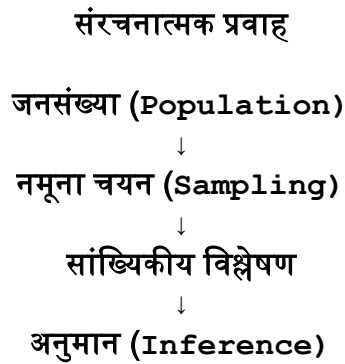 संरचनात्मक प्रवाह
जनसंख्या (Population)
↓
नमूना चयन (Sampling)
↓
सांख्यिकीय विश्लेषण
↓
अनुमान (Inference)